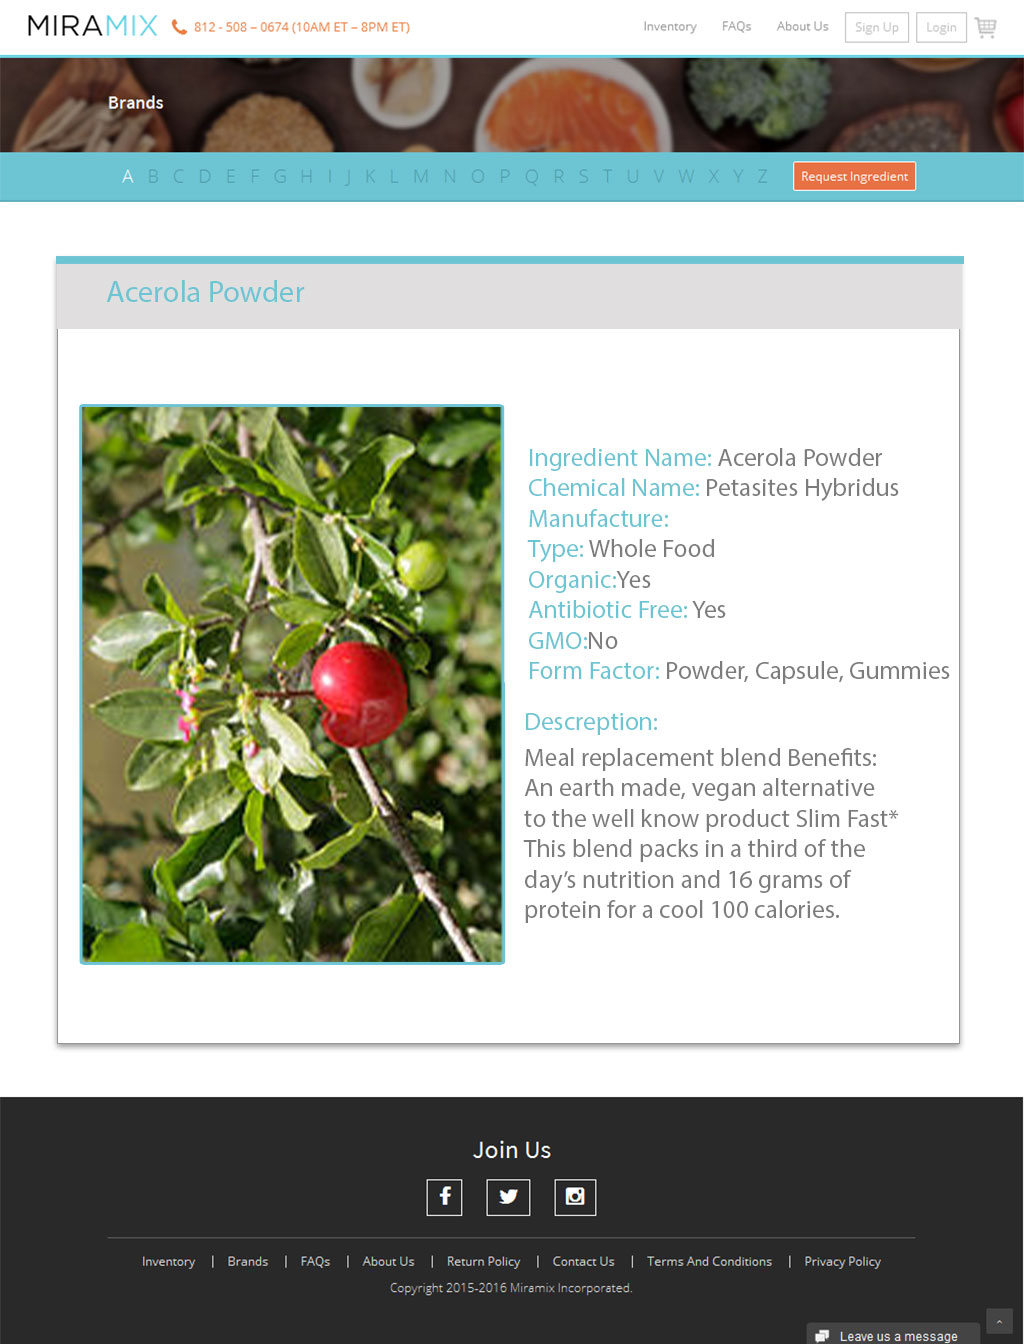 MIRAMIX 812 - 508 – 0674 (10AM ET – 8PM ET) Inventory FAQs About Us Sign Up Login
Brands
A B C D E F G H I J K L M N O P Q R S T U V W X Y Z Request Ingredient
Acerola Powder
Ingredient Name: Acerola Powder
Chemical Name: Petasites Hybridus
Manufacture:
Type: Whole Food
Organic:Yes
Antibiotic Free: Yes
GMO:No
Form Factor: Powder, Capsule, Gummies
Descreption:
Meal replacement blend Benefits:
An earth made, vegan alternative
to the well know product Slim Fast*
This blend packs in a third of the
day’s nutrition and 16 grams of
protein for a cool 100 calories.
Join Us
Inventory | Brands | FAQs | About Us | Return Policy | Contact Us | Terms And Conditions | Privacy Policy
Copyright 2015-2016 Miramix Incorporated.
Leave us a message